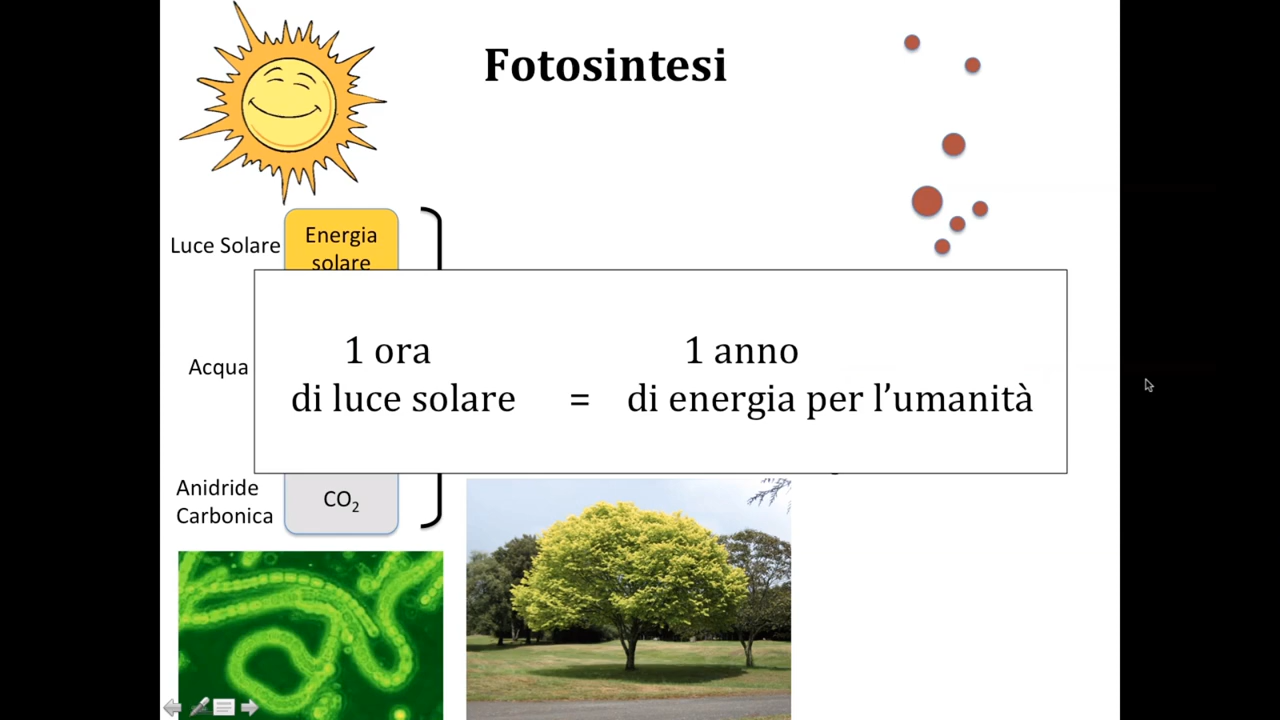 Fotosintesi
Luce Solare
Energia
solare
1 ora
di luce solare
=
1 anno
di energia per l’umanità
Acqua
Anidride
Carbonica
CO₂